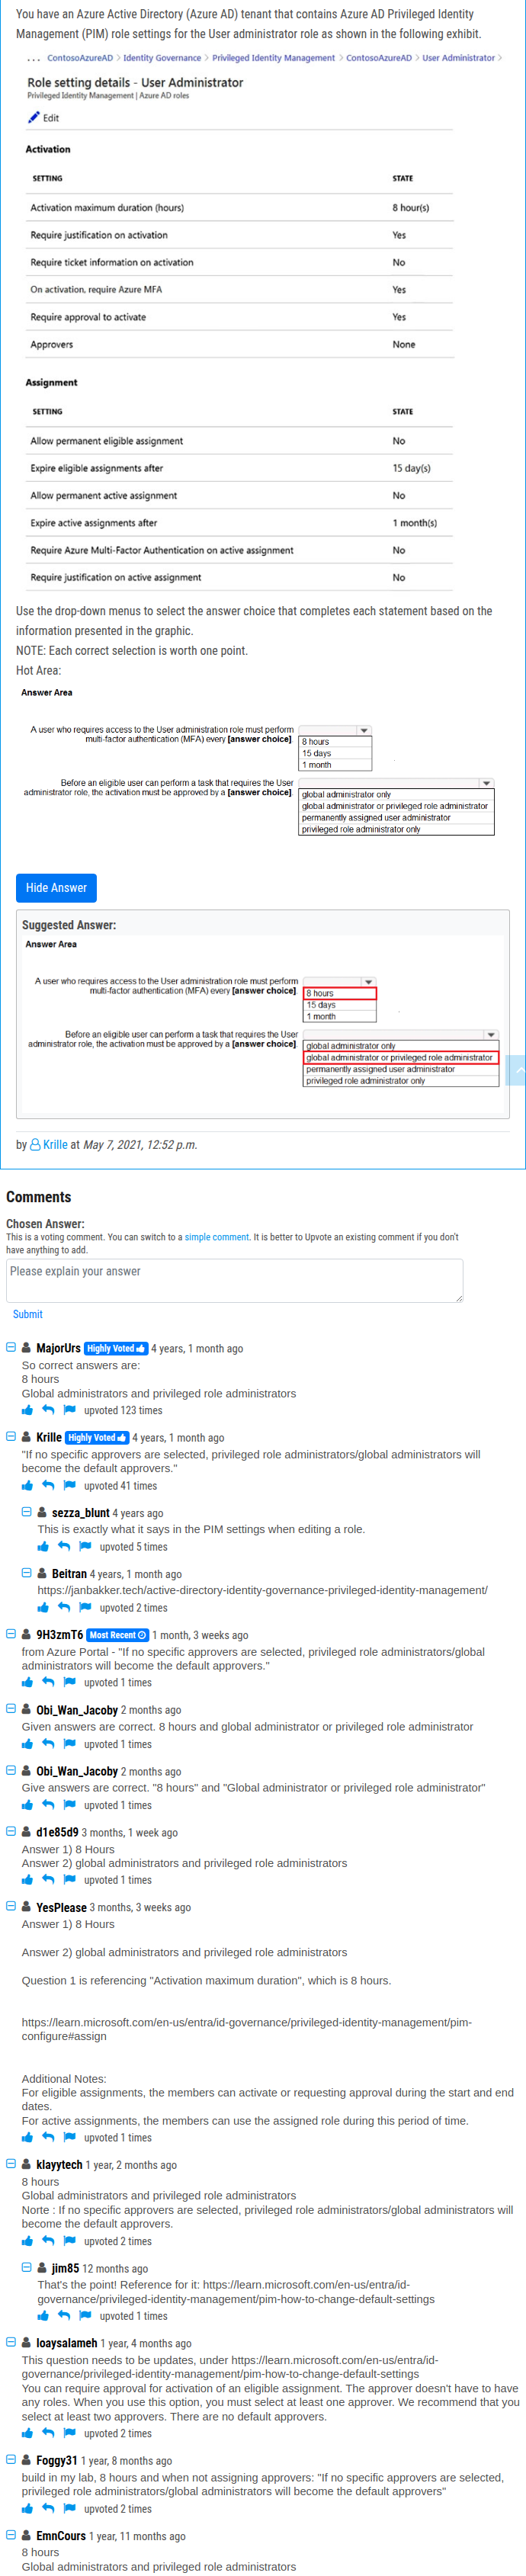 You have an Azure Active Directory (Azure AD) tenant that contains Azure AD Privileged Identity
Management (PIM) role settings for the User administrator role as shown in the following exhibit.
... ContosoAzureAD > Identity Governance > Privileged Identity Management > ContosoAzureAD > User Administrator >
Role setting details - User Administrator
Privileged Identity Management | Azure AD roles
Edit
Activation
SETTING STATE
Activation maximum duration (hours) 8 hour(s)
Require justification on activation Yes
Require ticket information on activation No
On activation, require Azure MFA Yes
Require approval to activate Yes
Approvers None
Assignment
SETTING STATE
Allow permanent eligible assignment No
Expire eligible assignments after 15 day(s)
Allow permanent active assignment No
Expire active assignments after 1 month(s)
Require Azure Multi-Factor Authentication on active assignment No
Require justification on active assignment No
Use the drop-down menus to select the answer choice that completes each statement based on the
information presented in the graphic.
NOTE: Each correct selection is worth one point.
Hot Area:
Answer Area
A user who requires access to the User administration role must perform
multi-factor authentication (MFA) every [answer choice].
8 hours
15 days
1 month
Before an eligible user can perform a task that requires the User
administrator role, the activation must be approved by a [answer choice].
global administrator only
global administrator or privileged role administrator
permanently assigned user administrator
privileged role administrator only
Hide Answer
Suggested Answer:
Answer Area
A user who requires access to the User administration role must perform
multi-factor authentication (MFA) every [answer choice].
8 hours
15 days
1 month
Before an eligible user can perform a task that requires the User
administrator role, the activation must be approved by a [answer choice].
global administrator only
global administrator or privileged role administrator
permanently assigned user administrator
privileged role administrator only
by Krille at May 7, 2021, 12:52 p.m.
Comments
Chosen Answer:
This is a voting comment. You can switch to a simple comment. It is better to Upvote an existing comment if you don't
have anything to add.
Please explain your answer
Submit
MajorUrs Highly Voted 4 years, 1 month ago
So correct answers are:
8 hours
Global administrators and privileged role administrators
upvoted 123 times
Krille Highly Voted 4 years, 1 month ago
"If no specific approvers are selected, privileged role administrators/global administrators will
become the default approvers."
upvoted 41 times
sezza_blunt 4 years ago
This is exactly what it says in the PIM settings when editing a role.
upvoted 5 times
Beitran 4 years, 1 month ago
https://janbakker.tech/active-directory-identity-governance-privileged-identity-management/
upvoted 2 times
9H3zmT6 Most Recent 1 month, 3 weeks ago
from Azure Portal - "If no specific approvers are selected, privileged role administrators/global
administrators will become the default approvers."
upvoted 1 times
Obi_Wan_Jacoby 2 months ago
Given answers are correct. 8 hours and global administrator or privileged role administrator
upvoted 1 times
Obi_Wan_Jacoby 2 months ago
Give answers are correct. "8 hours" and "Global administrator or privileged role administrator"
upvoted 1 times
d1e85d9 3 months, 1 week ago
Answer 1) 8 Hours
Answer 2) global administrators and privileged role administrators
upvoted 1 times
YesPlease 3 months, 3 weeks ago
Answer 1) 8 Hours
Answer 2) global administrators and privileged role administrators
Question 1 is referencing "Activation maximum duration", which is 8 hours.
https://learn.microsoft.com/en-us/entra/id-governance/privileged-identity-management/pim-
configure#assign
Additional Notes:
For eligible assignments, the members can activate or requesting approval during the start and end
dates.
For active assignments, the members can use the assigned role during this period of time.
upvoted 1 times
klayytech 1 year, 2 months ago
8 hours
Global administrators and privileged role administrators
Norte : If no specific approvers are selected, privileged role administrators/global administrators will
become the default approvers.
upvoted 2 times
jim85 12 months ago
That's the point! Reference for it: https://learn.microsoft.com/en-us/entra/id-
governance/privileged-identity-management/pim-how-to-change-default-settings
upvoted 1 times
loaysalameh 1 year, 4 months ago
This question needs to be updates, under https://learn.microsoft.com/en-us/entra/id-
governance/privileged-identity-management/pim-how-to-change-default-settings
You can require approval for activation of an eligible assignment. The approver doesn't have to have
any roles. When you use this option, you must select at least one approver. We recommend that you
select at least two approvers. There are no default approvers.
upvoted 2 times
Foggy31 1 year, 8 months ago
build in my lab, 8 hours and when not assigning approvers: "If no specific approvers are selected,
privileged role administrators/global administrators will become the default approvers"
upvoted 2 times
EmnCours 1 year, 11 months ago
8 hours
Global administrators and privileged role administrators